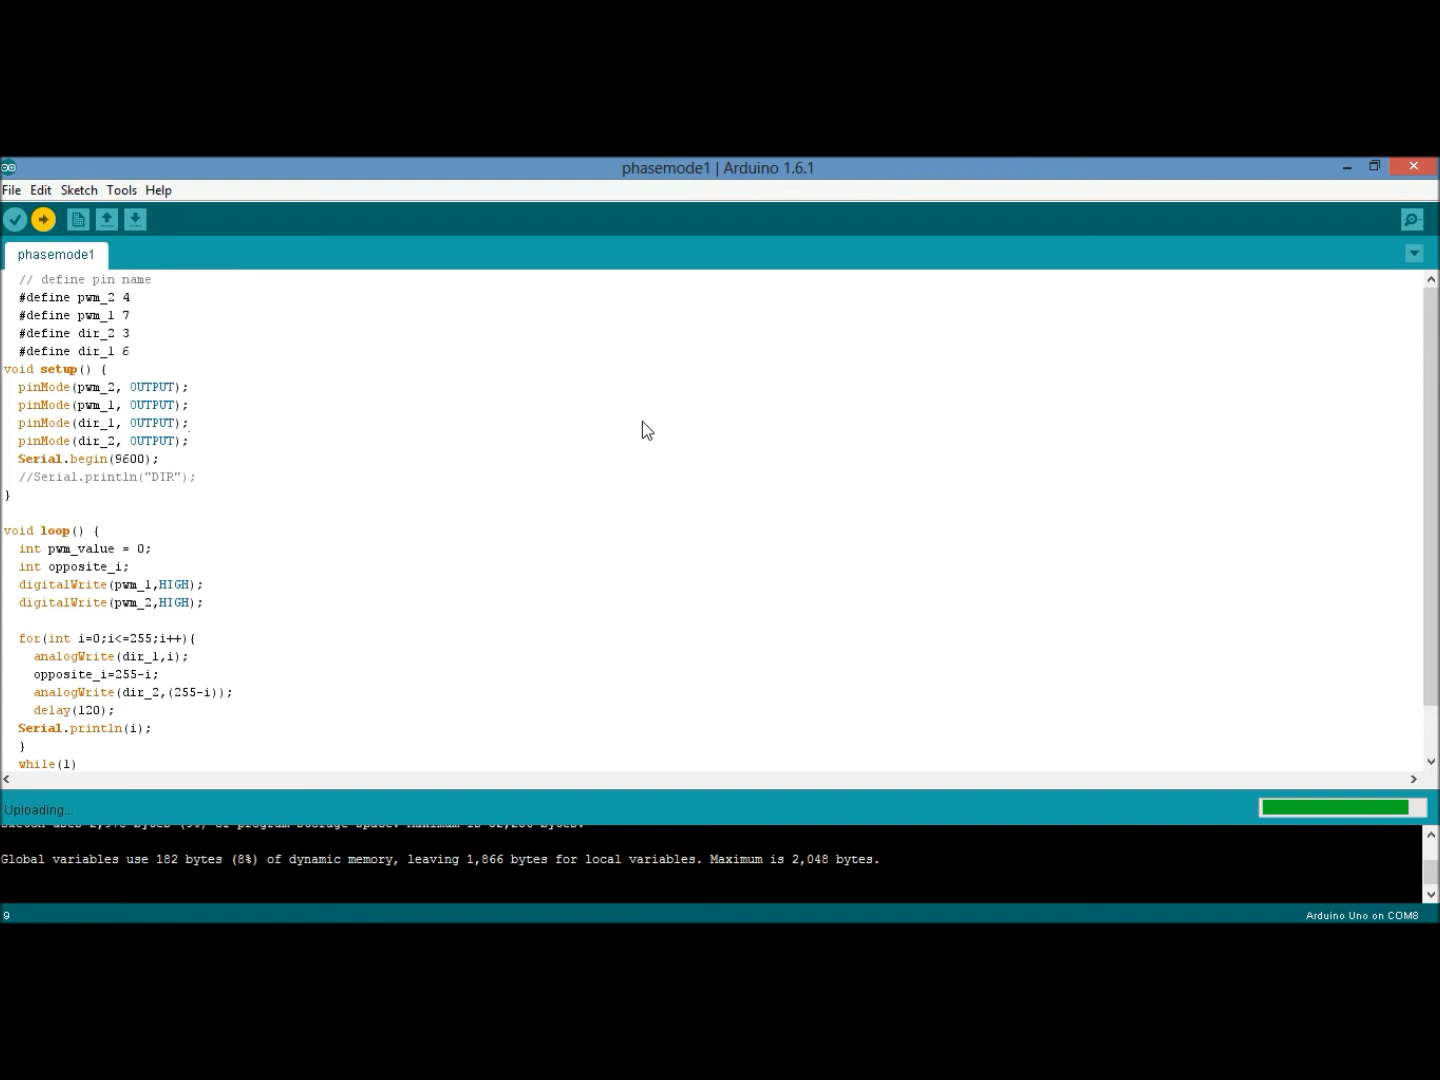 phasemode1 | Arduino 1.6.1
File Edit Sketch Tools Help
phasemode1
// define pin name
#define pwm_2 4
#define pwm_1 7
#define dir_2 3
#define dir_1 6
void setup() {
pinMode(pwm_2, OUTPUT);
pinMode(pwm_1, OUTPUT);
pinMode(dir_1, OUTPUT);
pinMode(dir_2, OUTPUT);
Serial.begin(9600);
//Serial.println("DIR");
}
void loop() {
int pwm_value = 0;
int opposite_i;
digitalWrite(pwm_1,HIGH);
digitalWrite(pwm_2,HIGH);
for(int i=0;i<=255;i++){
analogWrite(dir_1,i);
opposite_i=255-i;
analogWrite(dir_2,(255-i));
delay(120);
Serial.println(i);
}
while(1)
Uploading...
Global variables use 182 bytes (8%) of dynamic memory, leaving 1,866 bytes for local variables. Maximum is 2,048 bytes.
9
Arduino Uno on COM8